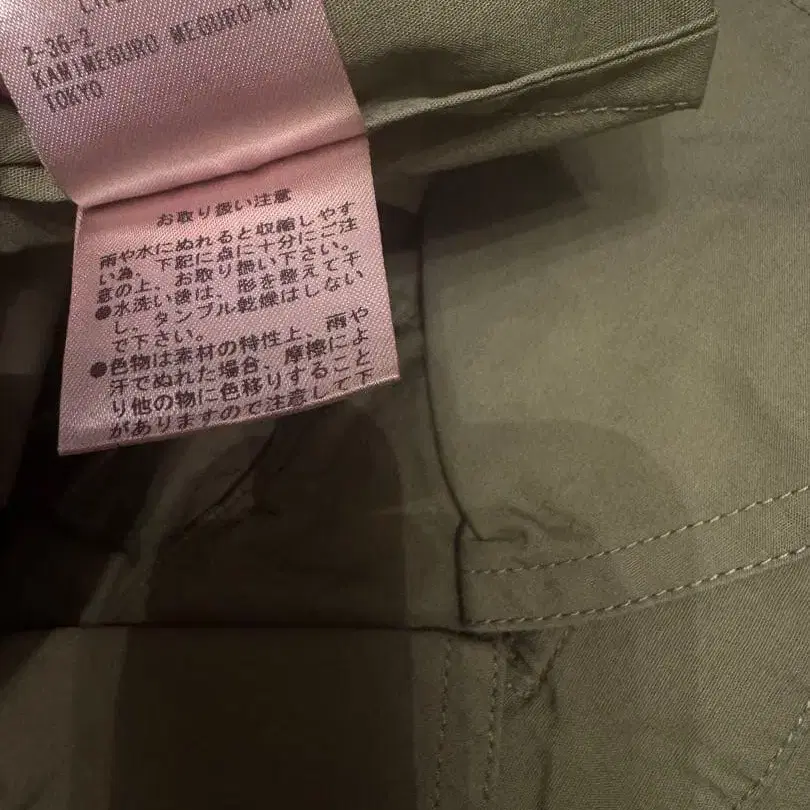 2-36-2
KAMIMEGURO MEGURO-KU
TOKYO
お取り扱い注意
雨や水にぬれると収縮しやす
い為、下記に点に十分にご注
意の上、お取り扱い下さい。
●水洗い後は、形を整えて干
し、タンブル乾燥はしない
で下さい。
●色物は素材の特性上、雨や
汗でぬれた場合、摩擦によ
り他の物に色移りすること
がありますので注意して下